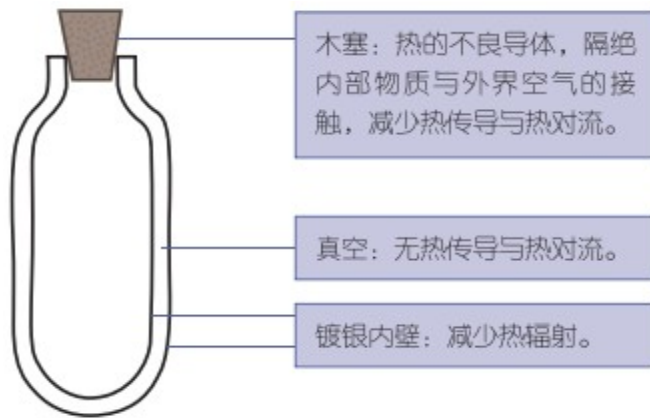 木塞：热的不良导体，隔绝
内部物质与外界空气的接
触，减少热传导与热对流。
真空：无热传导与热对流。
镀银内壁：减少热辐射。